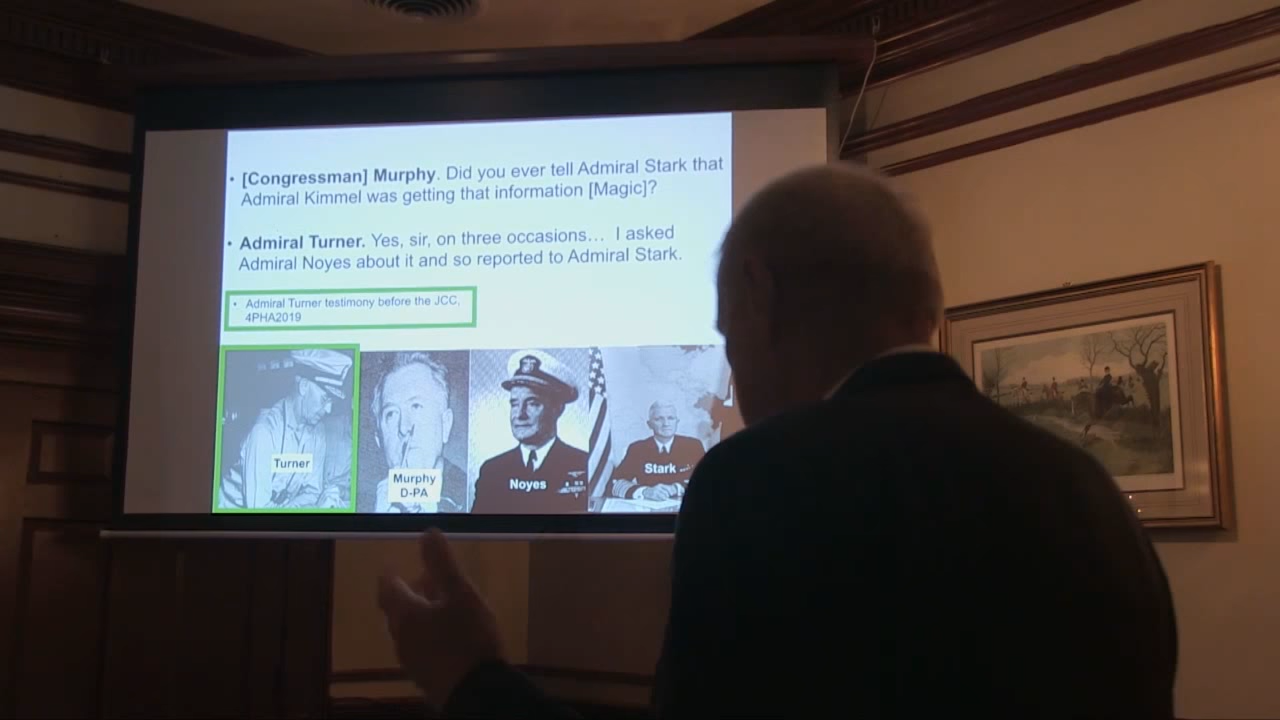 • [Congressman] Murphy. Did you ever tell Admiral Stark that
Admiral Kimmel was getting that information [Magic]?
• Admiral Turner. Yes, sir, on three occasions… I asked
Admiral Noyes about it and so reported to Admiral Stark.
• Admiral Turner testimony before the JCC,
4PHA2019
Turner
Murphy
D-PA
Noyes
Stark